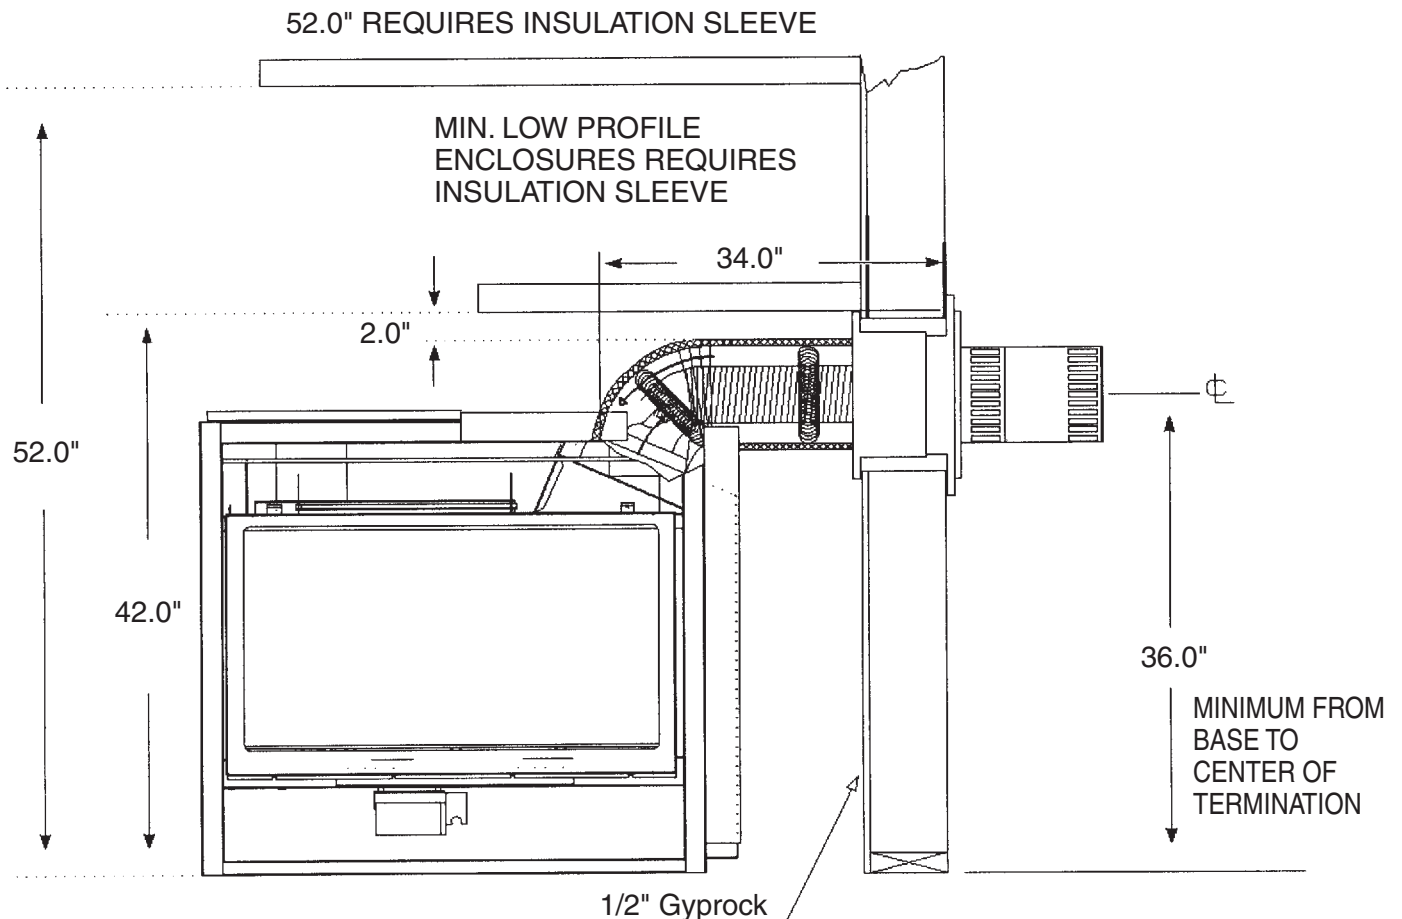 52.0" REQUIRES INSULATION SLEEVE
MIN. LOW PROFILE
ENCLOSURES REQUIRES
INSULATION SLEEVE
34.0"
2.0"
℄
52.0"
42.0"
36.0"
MINIMUM FROM
BASE TO
CENTER OF
TERMINATION
1/2" Gyprock